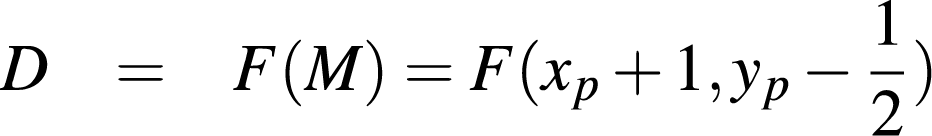 D = F(M) = F(x_p + 1, y_p − 1/2)